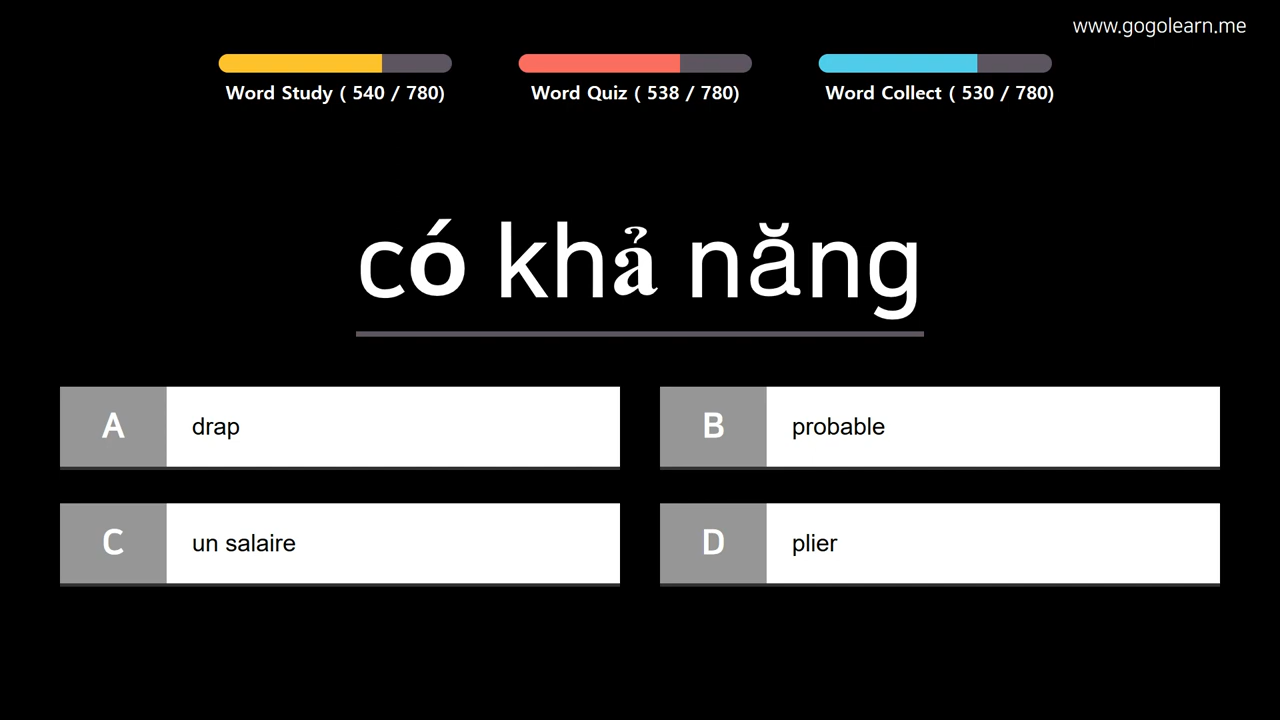 www.gogolearn.me
Word Study ( 540 / 780)
Word Quiz ( 538 / 780)
Word Collect ( 530 / 780)
có khả năng
A drap
B probable
C un salaire
D plier